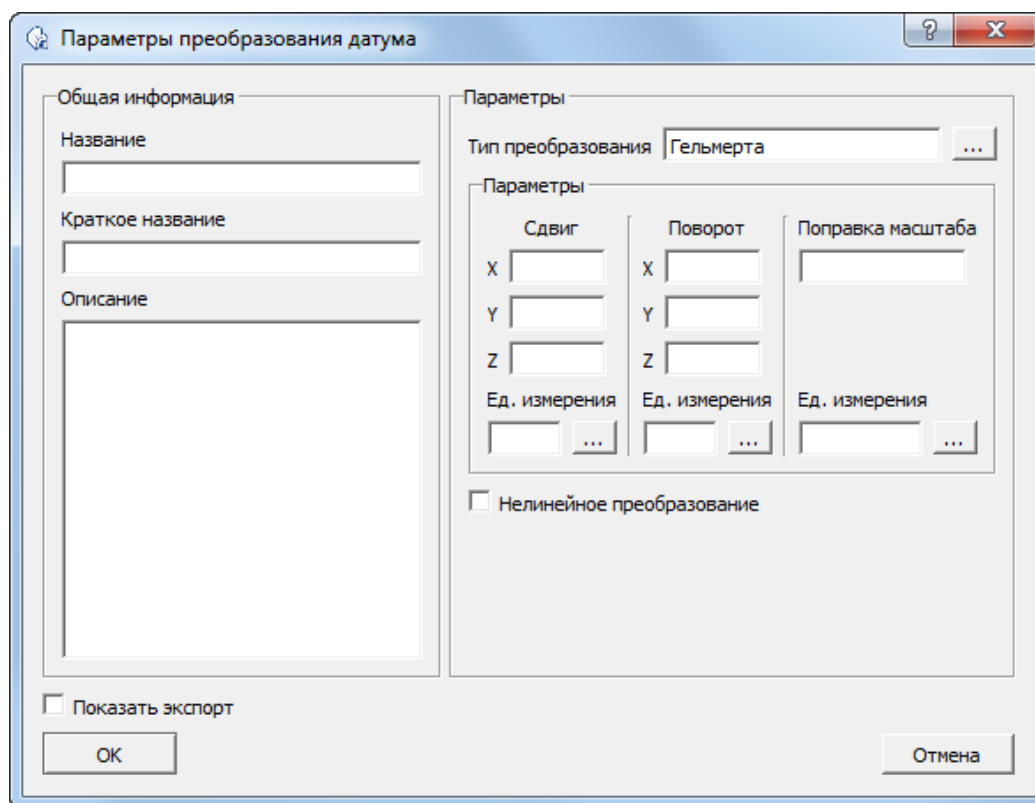 Параметры преобразования датума
Общая информация
Название
Краткое название
Описание
Параметры
Тип преобразования Гельмерта ...
Параметры
Сдвиг Поворот Поправка масштаба
X X
Y Y
Z Z
Ед. измерения Ед. измерения Ед. измерения
... ... ...
Нелинейное преобразование
Показать экспорт
OK Отмена